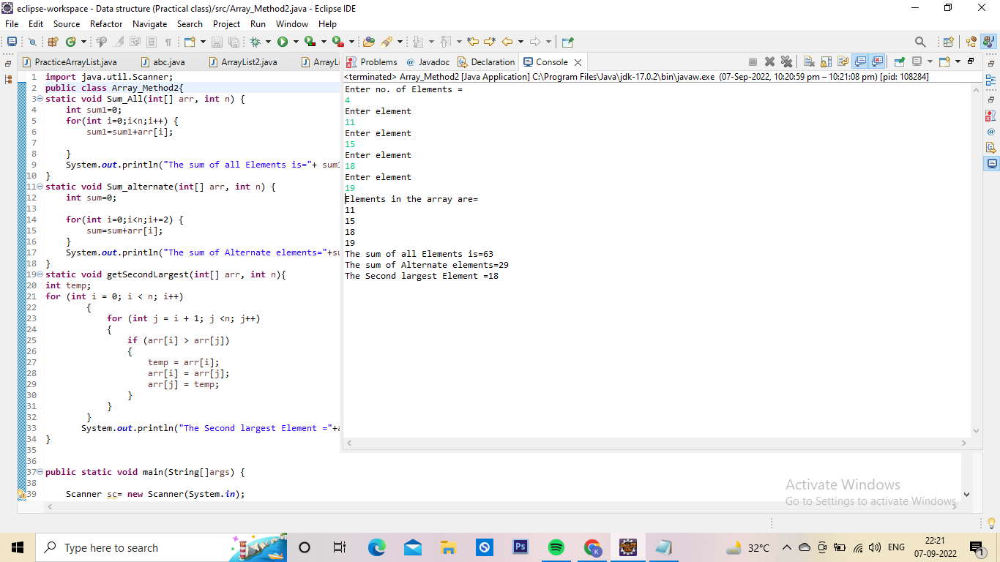 eclipse-workspace - Data structure (Practical class)/src/Array_Method2.java - Eclipse IDE
File Edit Source Refactor Navigate Search Project Run Window Help
PracticeArrayList.java abc.java ArrayList2.java ArrayLi
Problems @ Javadoc Declaration Console
<terminated> Array_Method2 [Java Application] C:\Program Files\Java\jdk-17.0.2\bin\javaw.exe (07-Sep-2022, 10:20:59 pm – 10:21:08 pm) [pid: 108284]
1 import java.util.Scanner;
2 public class Array_Method2{
3 static void Sum_All(int[] arr, int n) {
4 int sum1=0;
5 for(int i=0;i<n;i++) {
6 sum1=sum1+arr[i];
7
8 }
9 System.out.println("The sum of all Elements is="+ sum1
10 }
11 static void Sum_alternate(int[] arr, int n) {
12 int sum=0;
13
14 for(int i=0;i<n;i+=2) {
15 sum=sum+arr[i];
16 }
17 System.out.println("The sum of Alternate elements="+su
18 }
19 static void getSecondLargest(int[] arr, int n){
20 int temp;
21 for (int i = 0; i < n; i++)
22 {
23 for (int j = i + 1; j <n; j++)
24 {
25 if (arr[i] > arr[j])
26 {
27 temp = arr[i];
28 arr[i] = arr[j];
29 arr[j] = temp;
30 }
31 }
32 }
33 System.out.println("The Second largest Element ="+a
34 }
35
36
37 public static void main(String[]args) {
38
39 Scanner sc= new Scanner(System.in);
Enter no. of Elements =
4
Enter element
11
Enter element
15
Enter element
18
Enter element
19
Elements in the array are=
11
15
18
19
The sum of all Elements is=63
The sum of Alternate elements=29
The Second largest Element =18
Activate Windows
Go to Settings to activate Windows.
Type here to search
Ps
K
32°C
ENG
22:21
07-09-2022
1